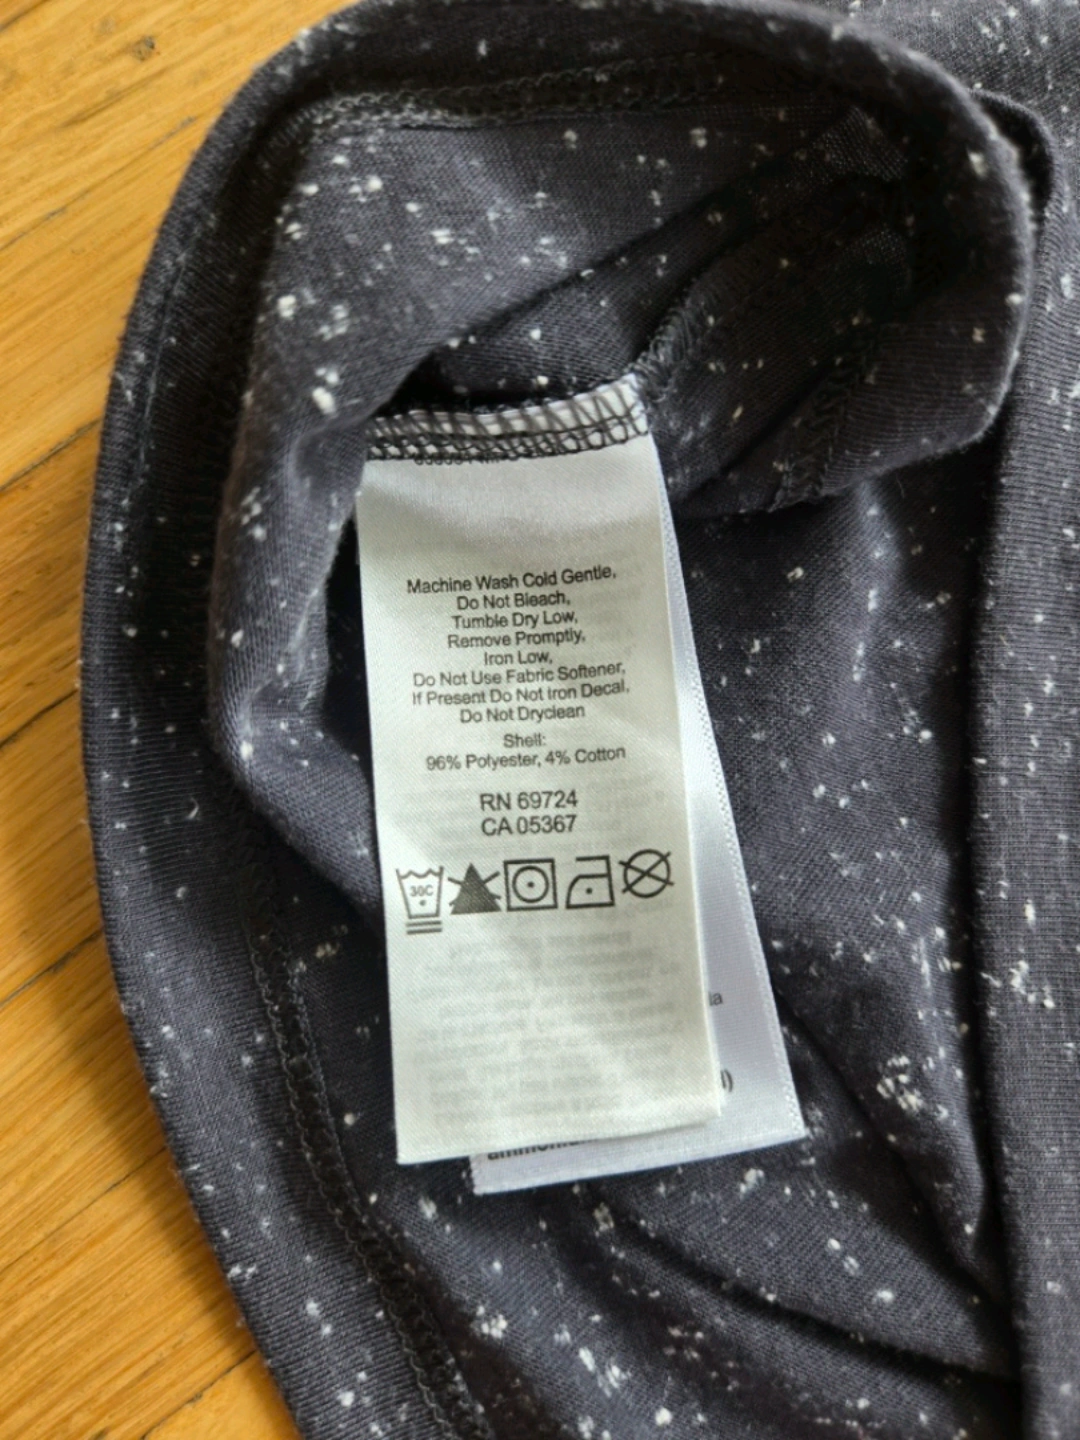 Machine Wash Cold Gentle,
Do Not Bleach,
Tumble Dry Low,
Remove Promptly,
Iron Low,
Do Not Use Fabric Softener,
If Present Do Not Iron Decal,
Do Not Dryclean
Shell:
96% Polyester, 4% Cotton
RN 69724
CA 05367
30C